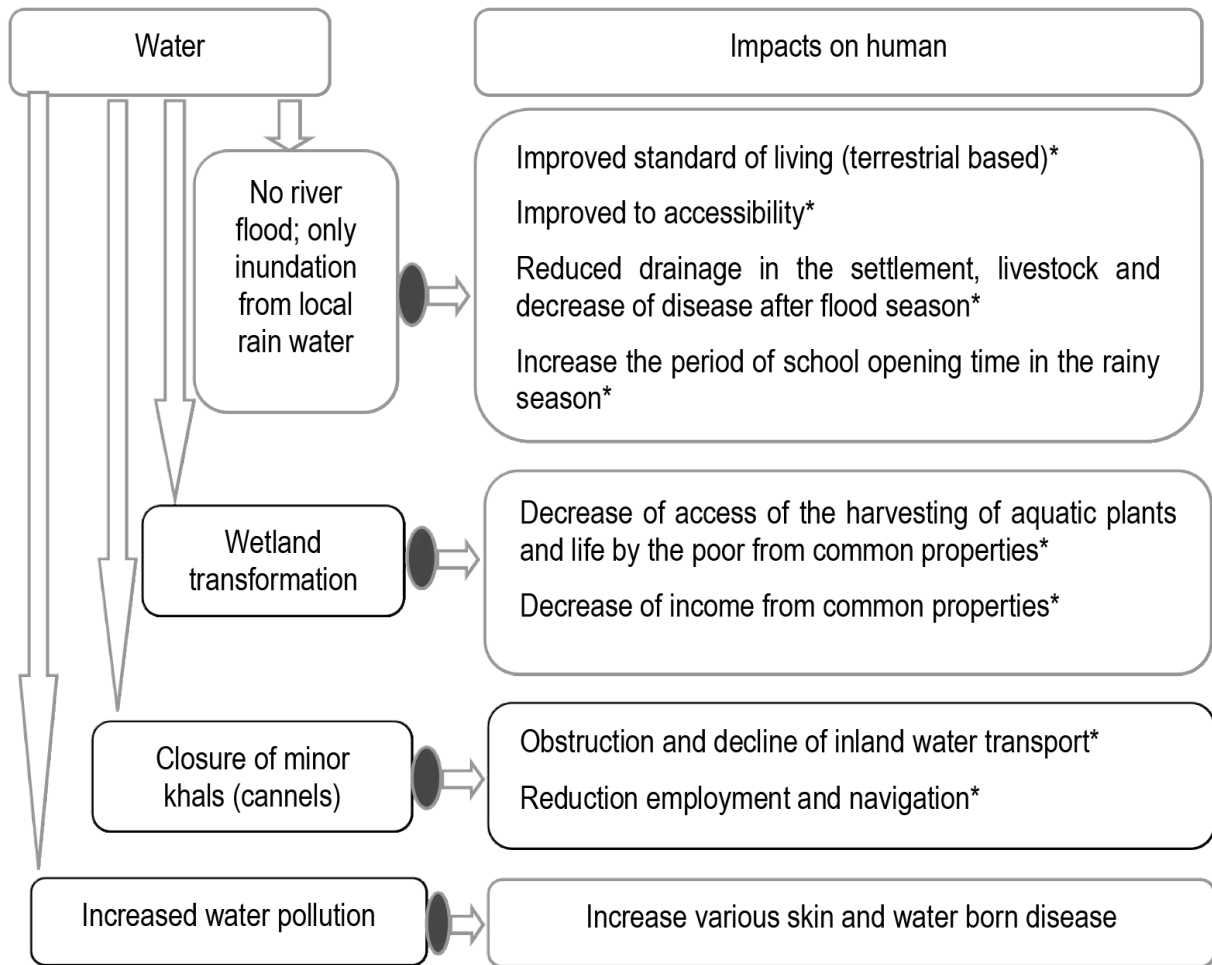 Water
Impacts on human
No river
flood; only
inundation
from local
rain water
Improved standard of living (terrestrial based)*
Improved to accessibility*
Reduced drainage in the settlement, livestock and
decrease of disease after flood season*
Increase the period of school opening time in the rainy
season*
Wetland
transformation
Decrease of access of the harvesting of aquatic plants
and life by the poor from common properties*
Decrease of income from common properties*
Closure of minor
khals (cannels)
Obstruction and decline of inland water transport*
Reduction employment and navigation*
Increased water pollution
Increase various skin and water born disease